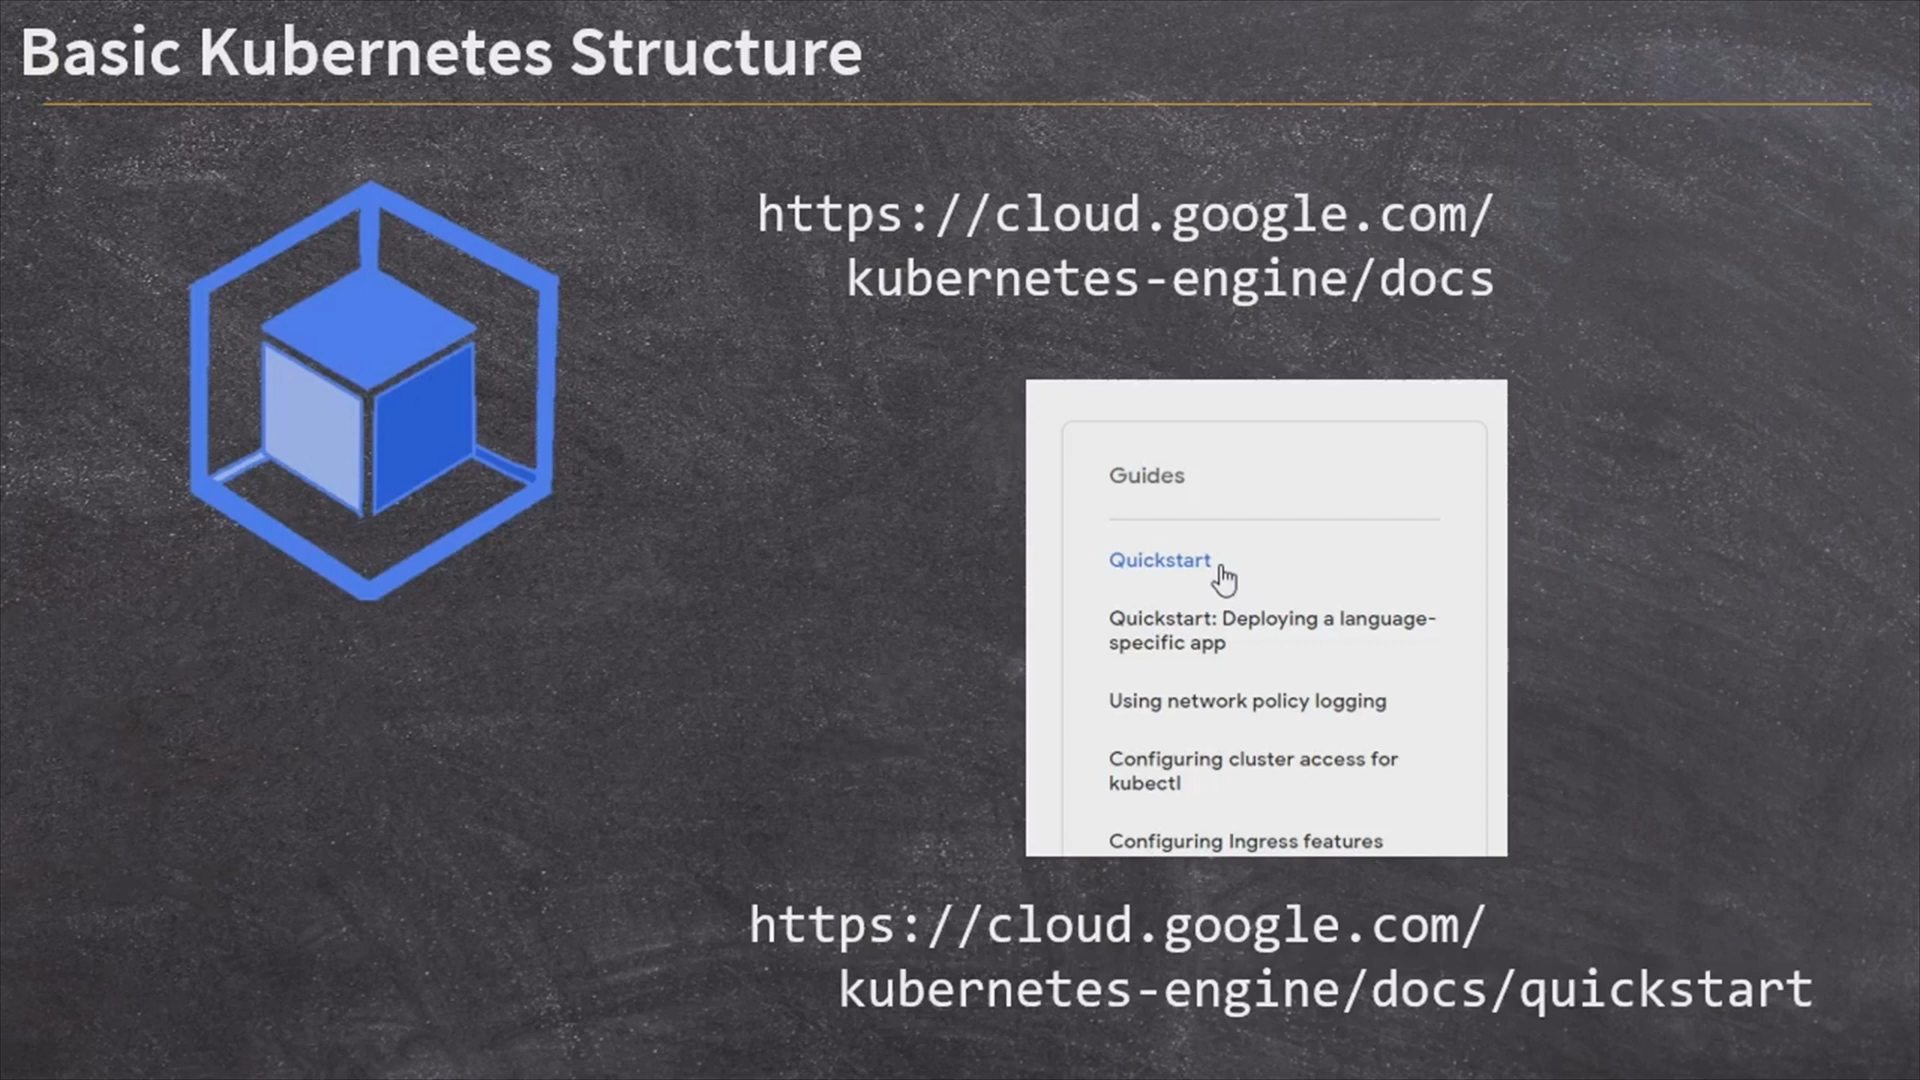 Basic Kubernetes Structure
https://cloud.google.com/
kubernetes-engine/docs
Guides
Quickstart
Quickstart: Deploying a language-
specific app
Using network policy logging
Configuring cluster access for
kubectl
Configuring Ingress features
https://cloud.google.com/
kubernetes-engine/docs/quickstart